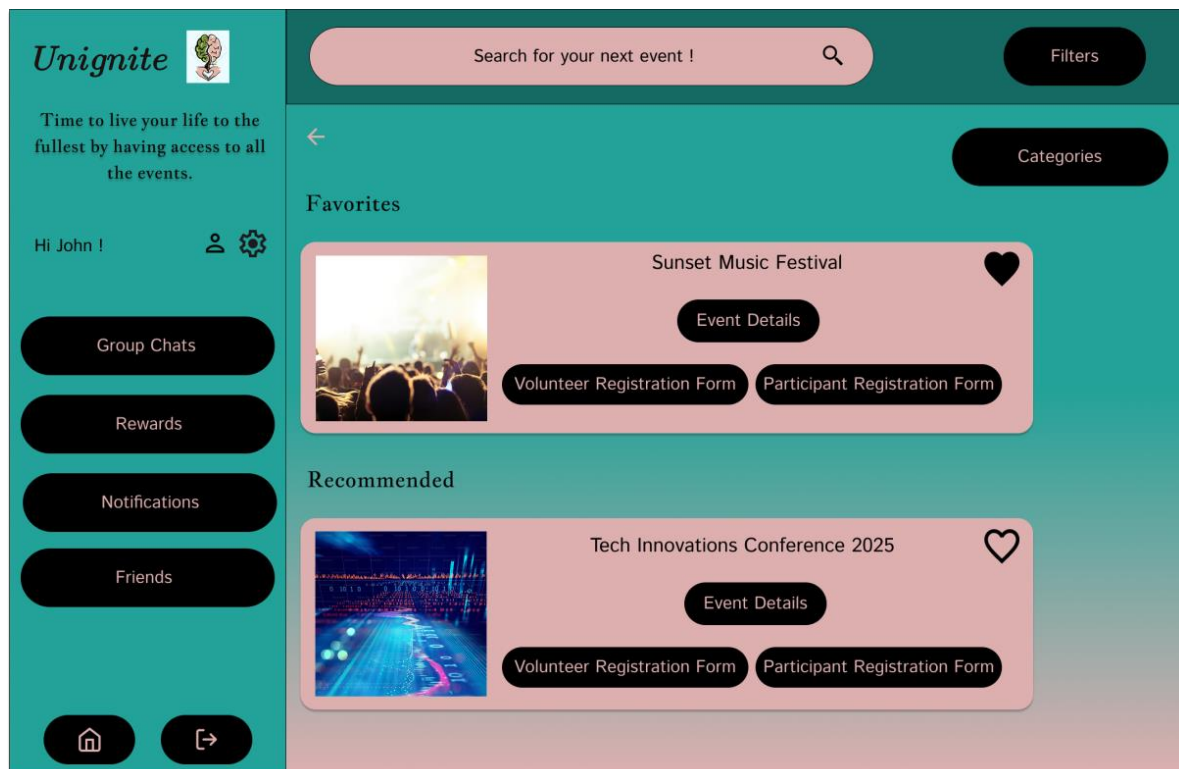 Unignite
Time to live your life to the
fullest by having access to all
the events.
Hi John !
Group Chats
Rewards
Notifications
Friends
Search for your next event !
Filters
Categories
Favorites
Sunset Music Festival
Event Details
Volunteer Registration Form
Participant Registration Form
Recommended
Tech Innovations Conference 2025
Event Details
Volunteer Registration Form
Participant Registration Form